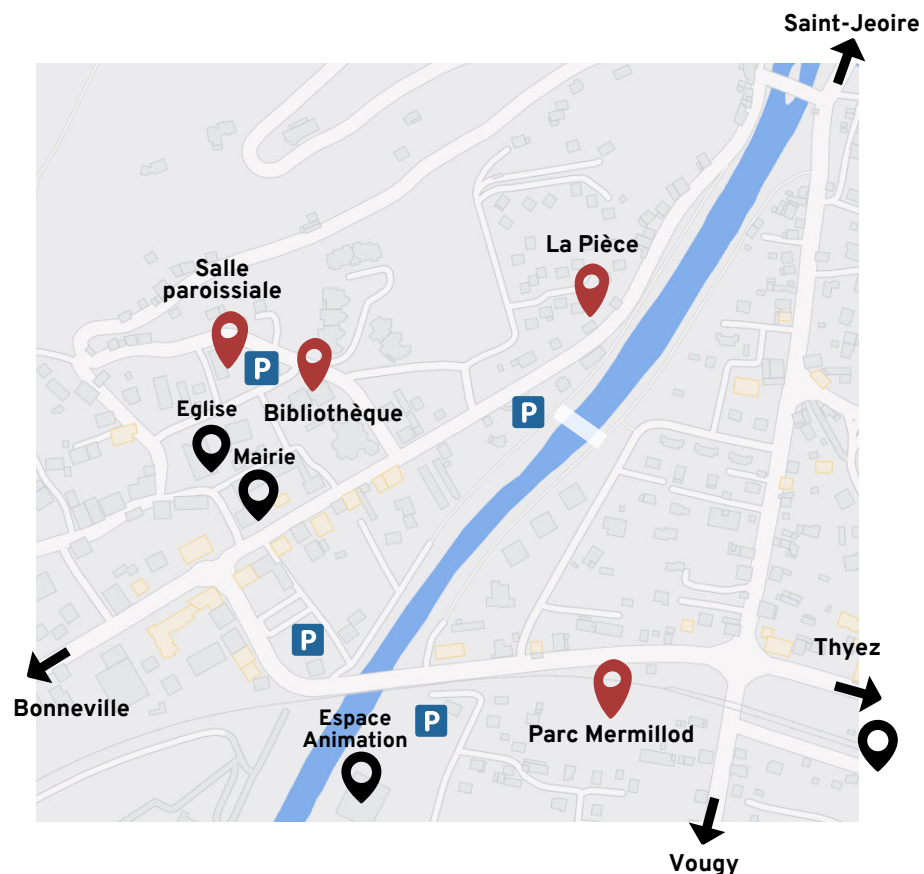 Saint-Jeoire
La Pièce
Salle
paroissiale
P
Bibliothèque
Eglise
P
Mairie
P
Thyez
Bonneville
Espace
Animation
P
Parc Mermillod
Vougy